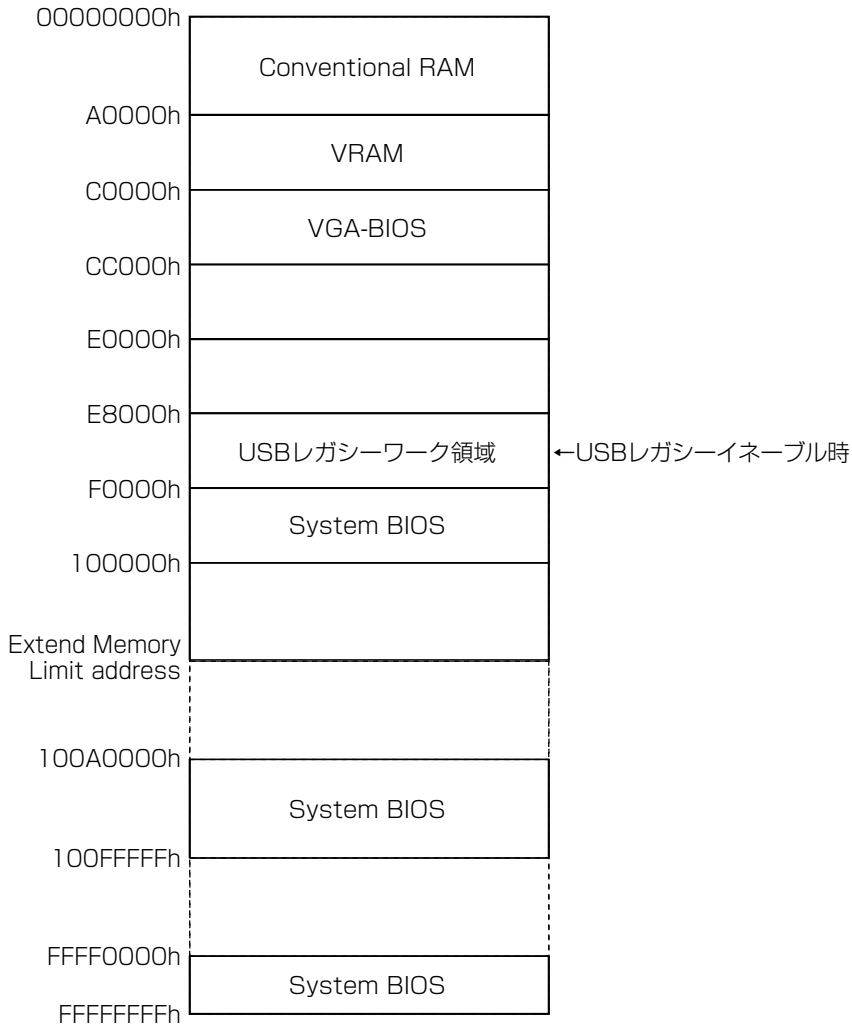 00000000h
Conventional RAM
A0000h
VRAM
C0000h
VGA-BIOS
CC000h
E0000h
E8000h
USBレガシーワーク領域
←USBレガシーイネーブル時
F0000h
System BIOS
100000h
Extend Memory
Limit address
100A0000h
System BIOS
100FFFFFh
FFFF0000h
System BIOS
FFFFFFFFh